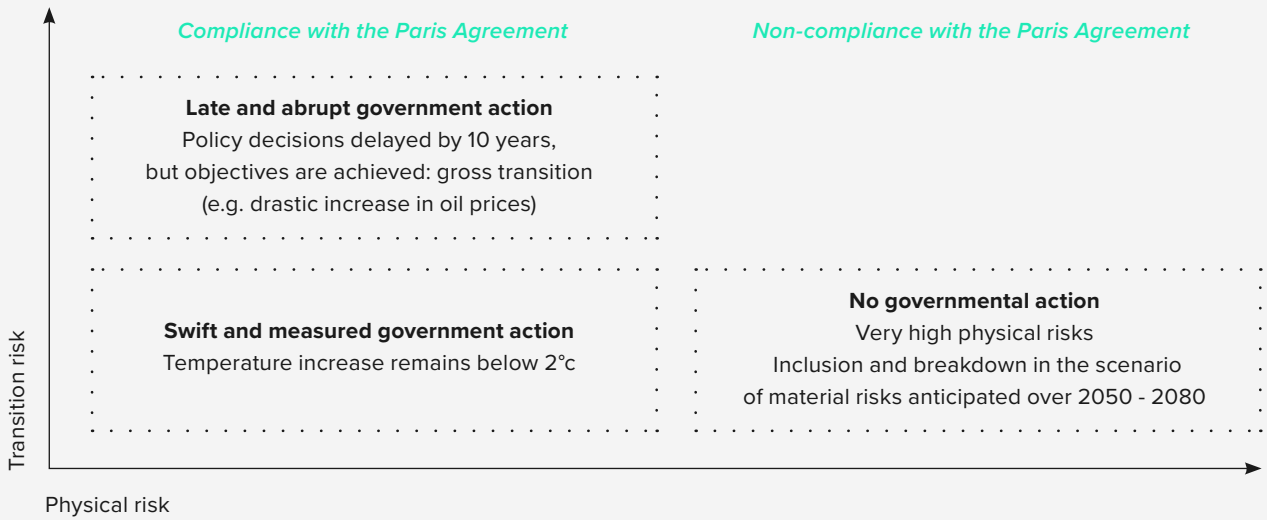 Compliance with the Paris Agreement
Non-compliance with the Paris Agreement
Late and abrupt government action
Policy decisions delayed by 10 years,
but objectives are achieved: gross transition
(e.g. drastic increase in oil prices)
Swift and measured government action
Temperature increase remains below 2°c
No governmental action
Very high physical risks
Inclusion and breakdown in the scenario
of material risks anticipated over 2050 - 2080
Transition risk
Physical risk